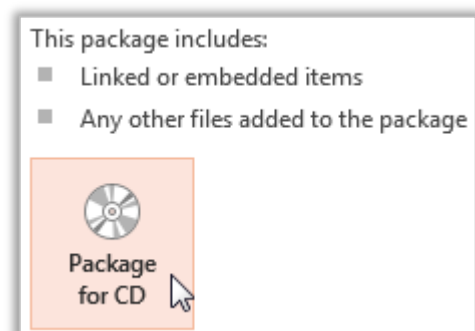 This package includes:
Linked or embedded items
Any other files added to the package
Package
for CD